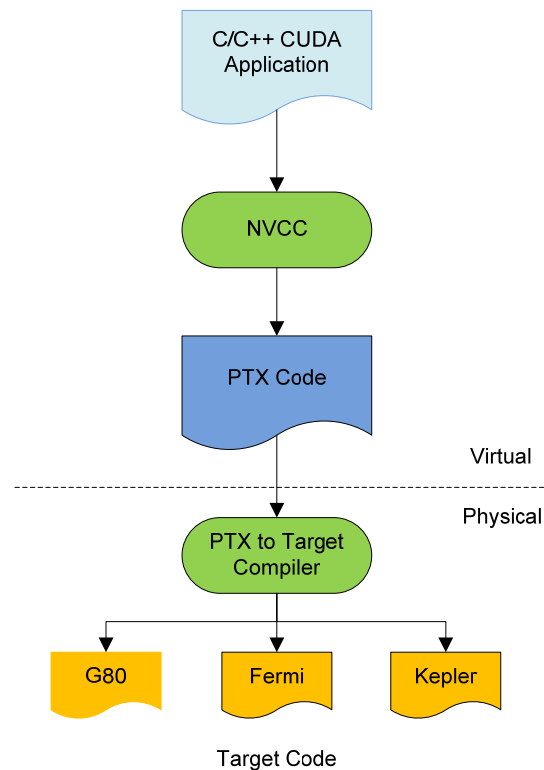 C/C++ CUDA
Application
NVCC
PTX Code
Virtual
Physical
PTX to Target
Compiler
G80
Fermi
Kepler
Target Code